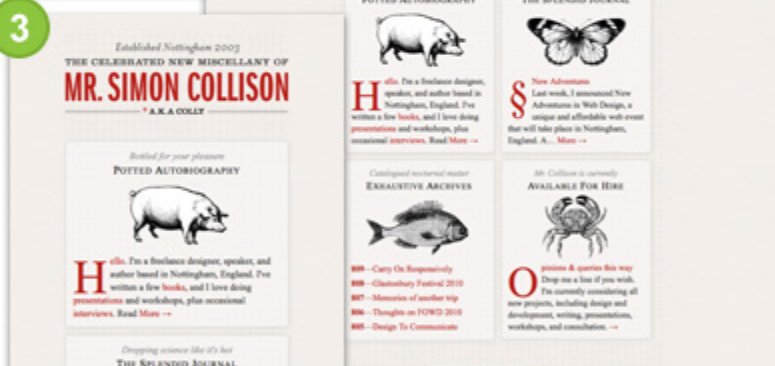 3
Established Nottingham 2003
THE CELEBRATED NEW MISCELLANY OF
MR. SIMON COLLISON
* A.K.A COLLY
Bottled for your pleasure
POTTED AUTOBIOGRAPHY
Hello. I'm a freelance designer, speaker, and
author based in Nottingham, England. I've
written a few books, and I love doing
presentations and workshops, plus occasional
interviews. Read More →
Dropping science like it's hot
THE SPLENDID JOURNAL
POTTED AUTOBIOGRAPHY
Hello. I'm a freelance designer,
speaker, and author based in
Nottingham, England. I've
written a few books, and I love doing
presentations and workshops, plus
occasional interviews. Read More →
THE SPLENDID JOURNAL
§ New Adventures
Last week, I announced New
Adventures in Web Design, a
unique and affordable web event
that will take place in Nottingham,
England. A... More →
Catalogued nocturnal matter
EXHAUSTIVE ARCHIVES
809—Carry On Responsively
808—Glastonbury Festival 2010
807—Memories of another trip
806—Thoughts on FOWD 2010
805—Design To Communicate
Mr. Collison is currently
AVAILABLE FOR HIRE
Opinions & queries this way
Drop me a line if you wish.
I'm currently considering all
new projects, including design and
development, writing, presentations,
workshops, and consultation. →